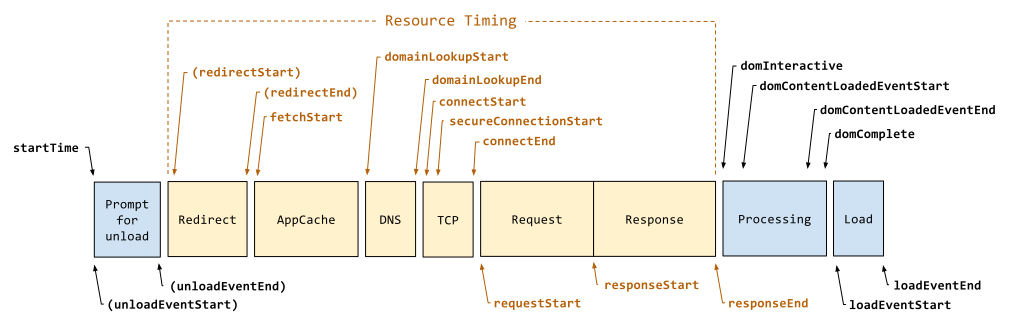 Resource Timing
domainLookupStart
domInteractive
(redirectStart)
domainLookupEnd
domContentLoadedEventStart
(redirectEnd)
connectStart
domContentLoadedEventEnd
fetchStart
secureConnectionStart
domComplete
connectEnd
startTime
Prompt
for
unload
Redirect
AppCache
DNS
TCP
Request
Response
Processing
Load
(unloadEventEnd)
responseStart
loadEventEnd
(unloadEventStart)
requestStart
responseEnd
loadEventStart